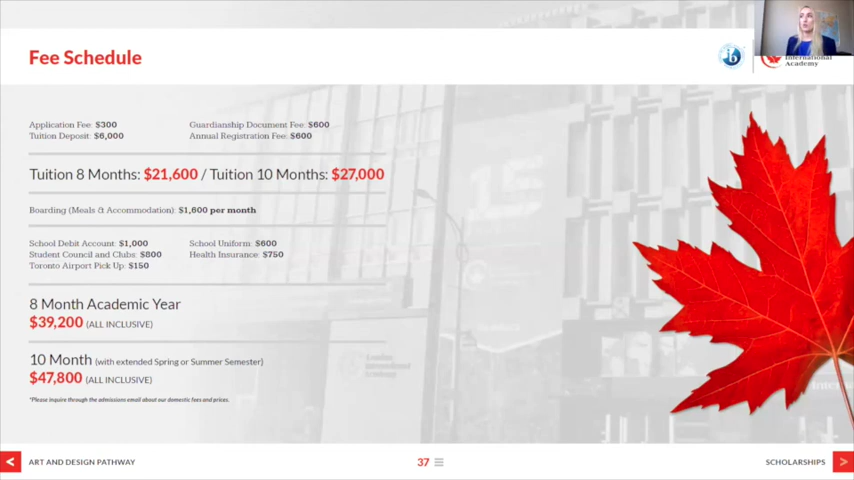 Fee Schedule
International
Academy
Application Fee: $300
Tuition Deposit: $6,000
Guardianship Document Fee: $600
Annual Registration Fee: $600
Tuition 8 Months: $21,600 / Tuition 10 Months: $27,000
Boarding (Meals & Accommodation): $1,600 per month
School Debit Account: $1,000
Student Council and Clubs: $800
Toronto Airport Pick Up: $150
School Uniform: $600
Health Insurance: $750
8 Month Academic Year
$39,200 (ALL INCLUSIVE)
10 Month (with extended Spring or Summer Semester)
$47,800 (ALL INCLUSIVE)
*Please inquire through the admissions email about our domestic fees and prices.
< ART AND DESIGN PATHWAY
37
SCHOLARSHIPS >